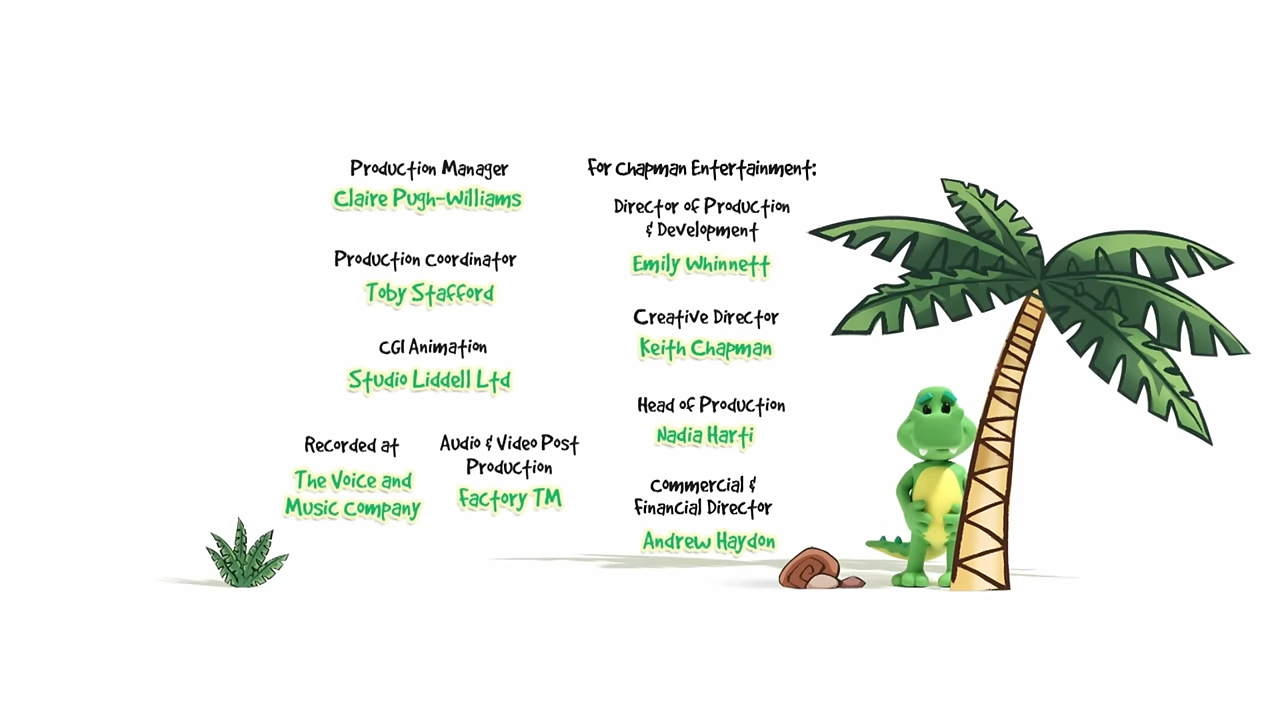 Production Manager
Claire Pugh-Williams
Production Coordinator
Toby Stafford
CGI Animation
Studio Liddell Ltd
Recorded at
The Voice and
Music Company
Audio & Video Post
Production
Factory TM
For Chapman Entertainment:
Director of Production
& Development
Emily Whinnett
Creative Director
Keith Chapman
Head of Production
Nadia Harti
Commercial &
Financial Director
Andrew Haydon